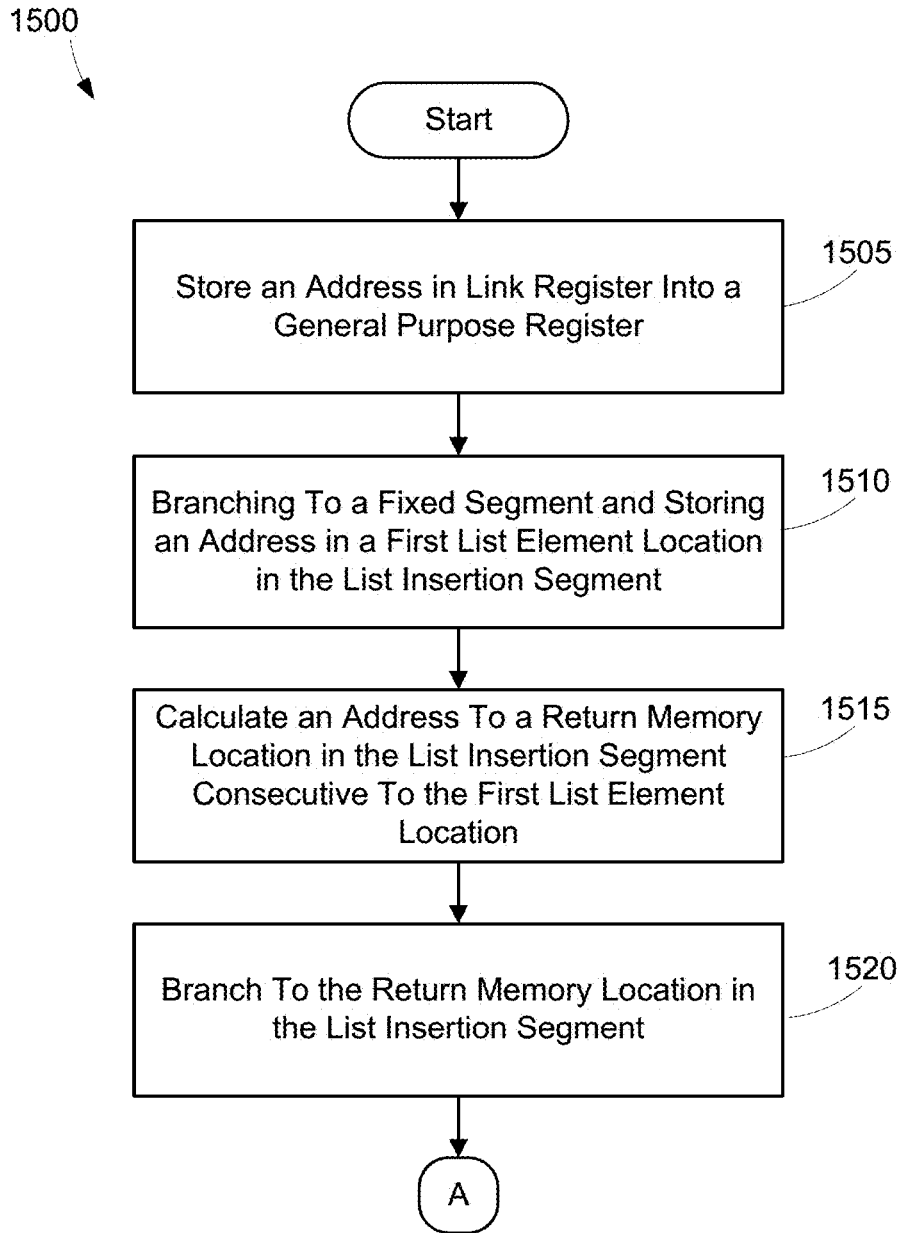 1500
Start
1505
Store an Address in Link Register Into a
General Purpose Register
1510
Branching To a Fixed Segment and Storing
an Address in a First List Element Location
in the List Insertion Segment
1515
Calculate an Address To a Return Memory
Location in the List Insertion Segment
Consecutive To the First List Element
Location
1520
Branch To the Return Memory Location in
the List Insertion Segment
A